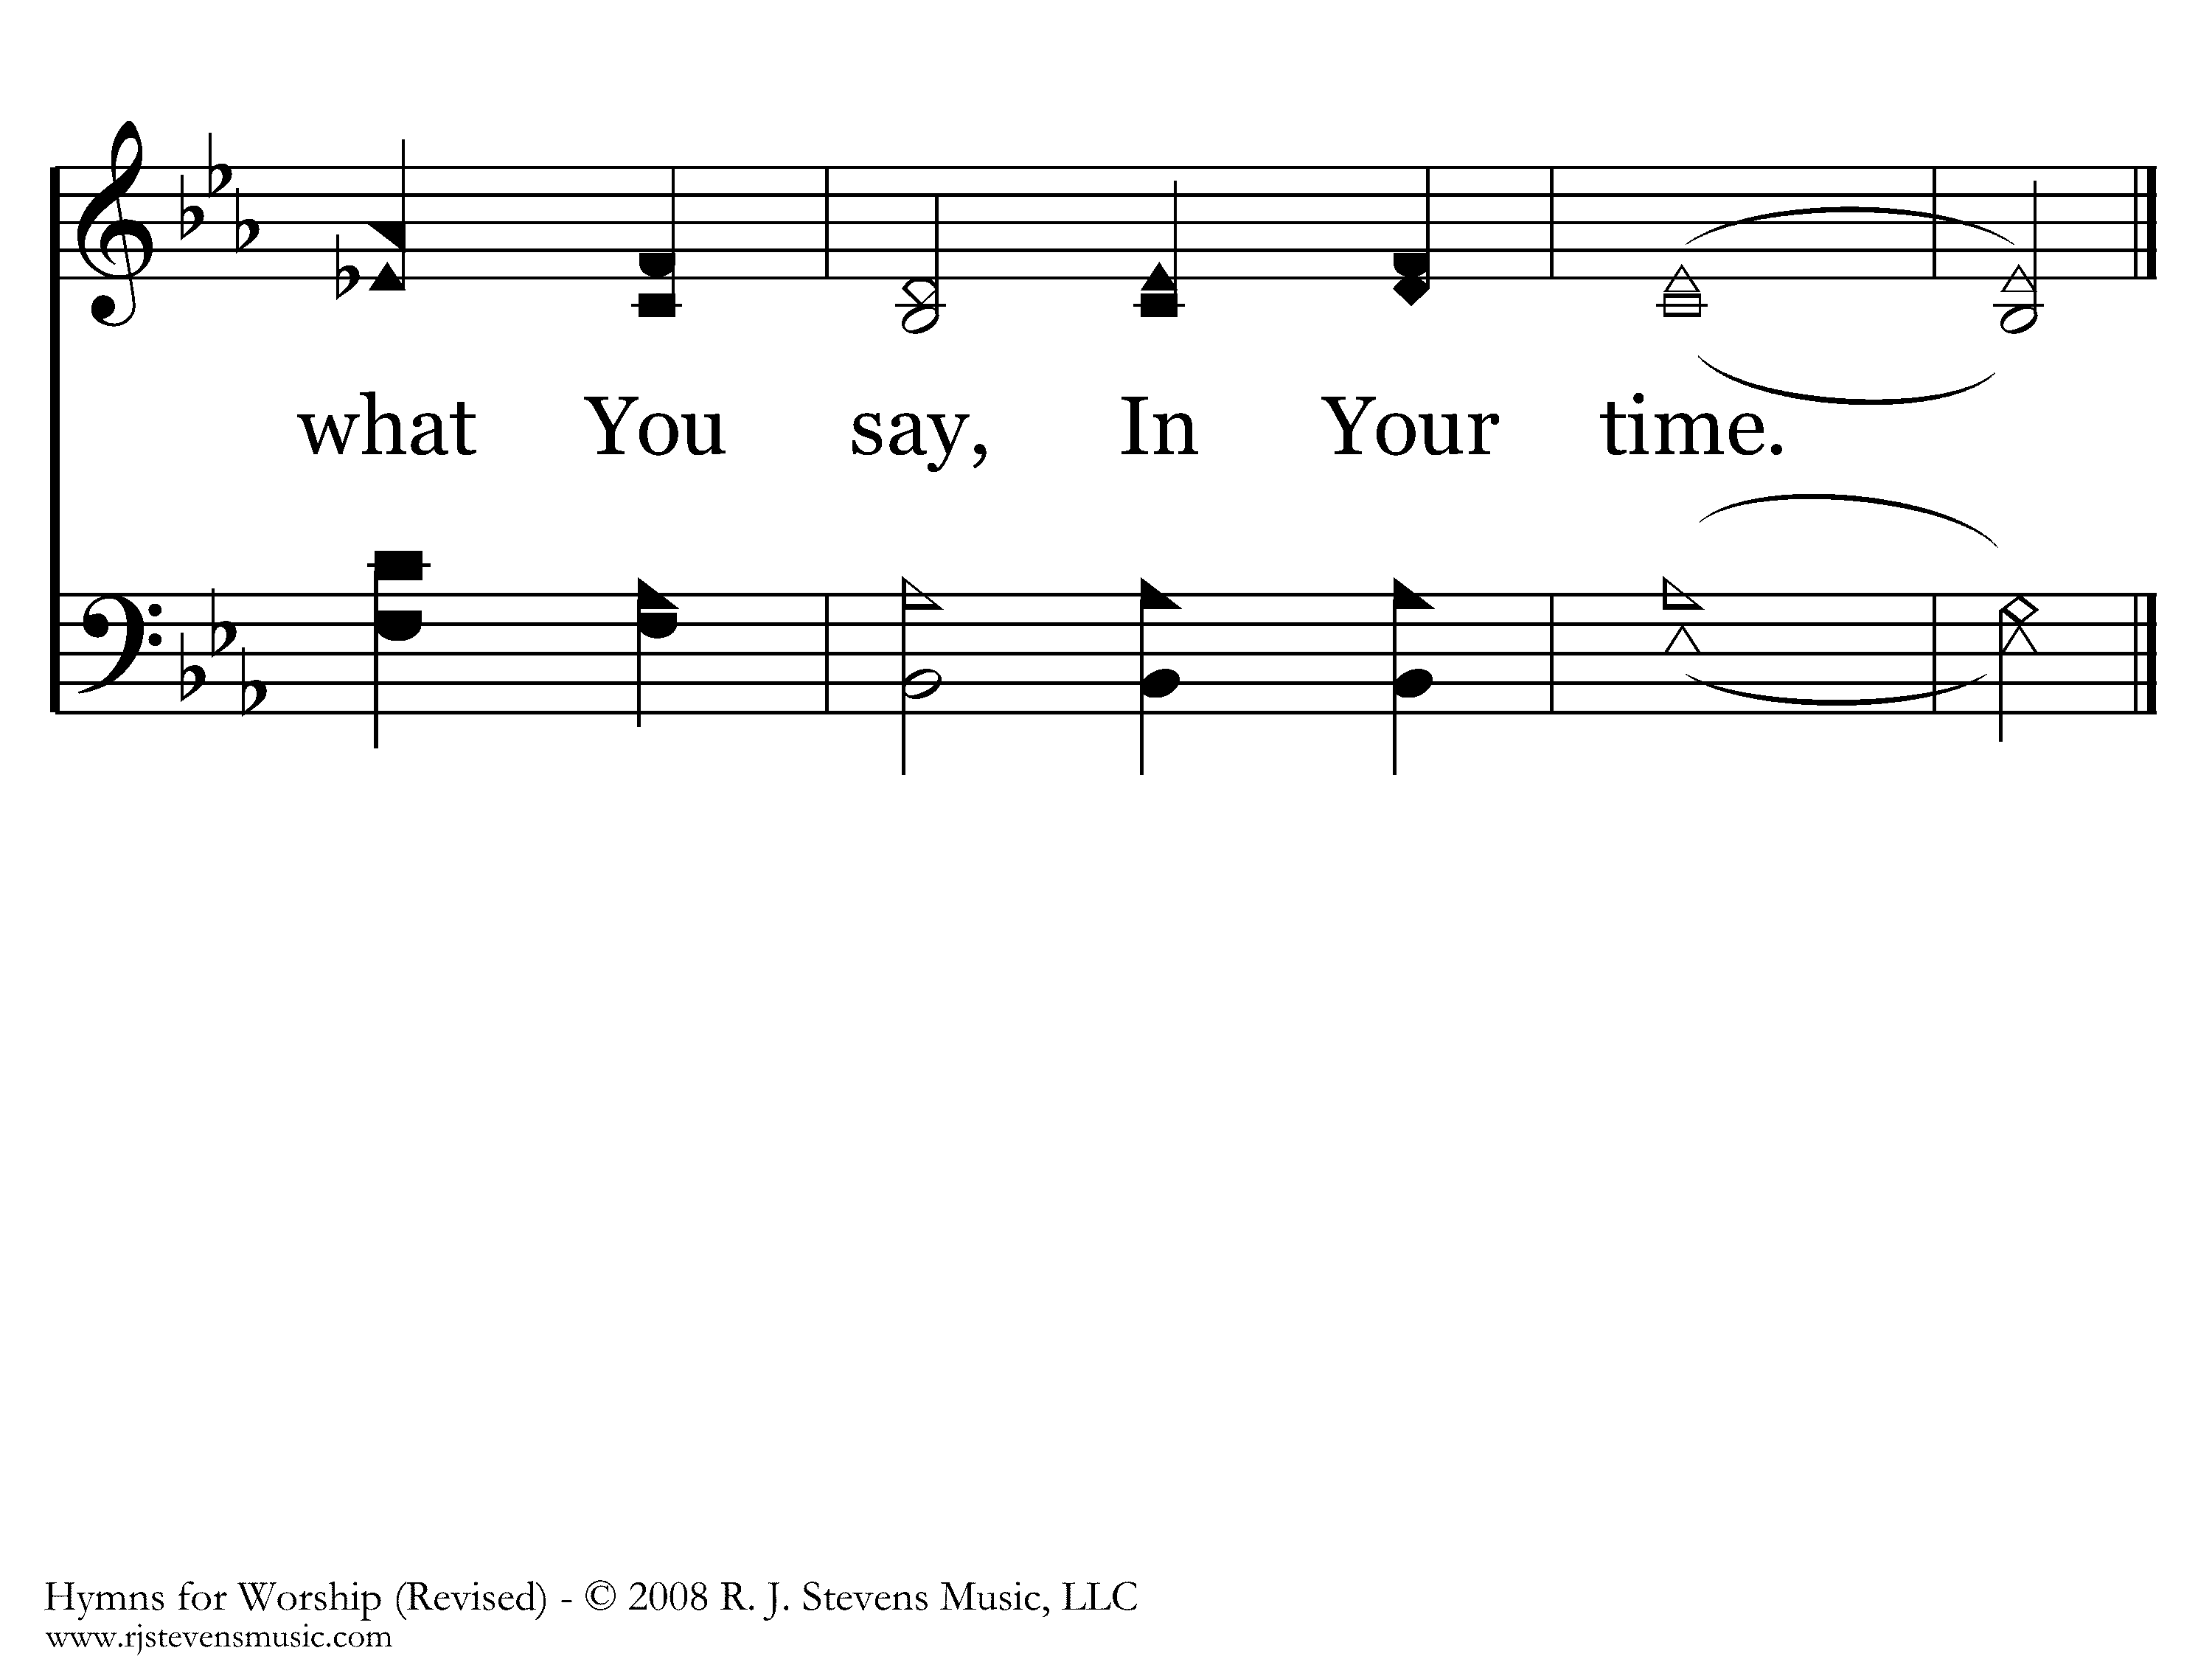 what You say, In Your time.
Hymns for Worship (Revised) - © 2008 R. J. Stevens Music, LLC
www.rjstevensmusic.com